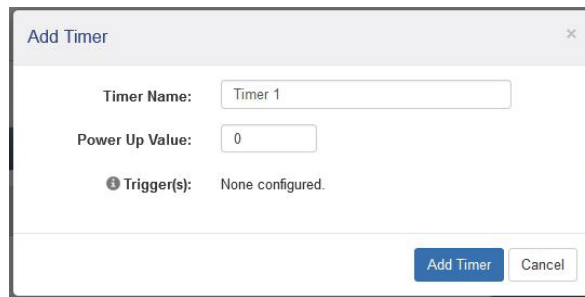 Add Timer ×
Timer Name: Timer 1
Power Up Value: 0
Trigger(s): None configured.
Add Timer Cancel